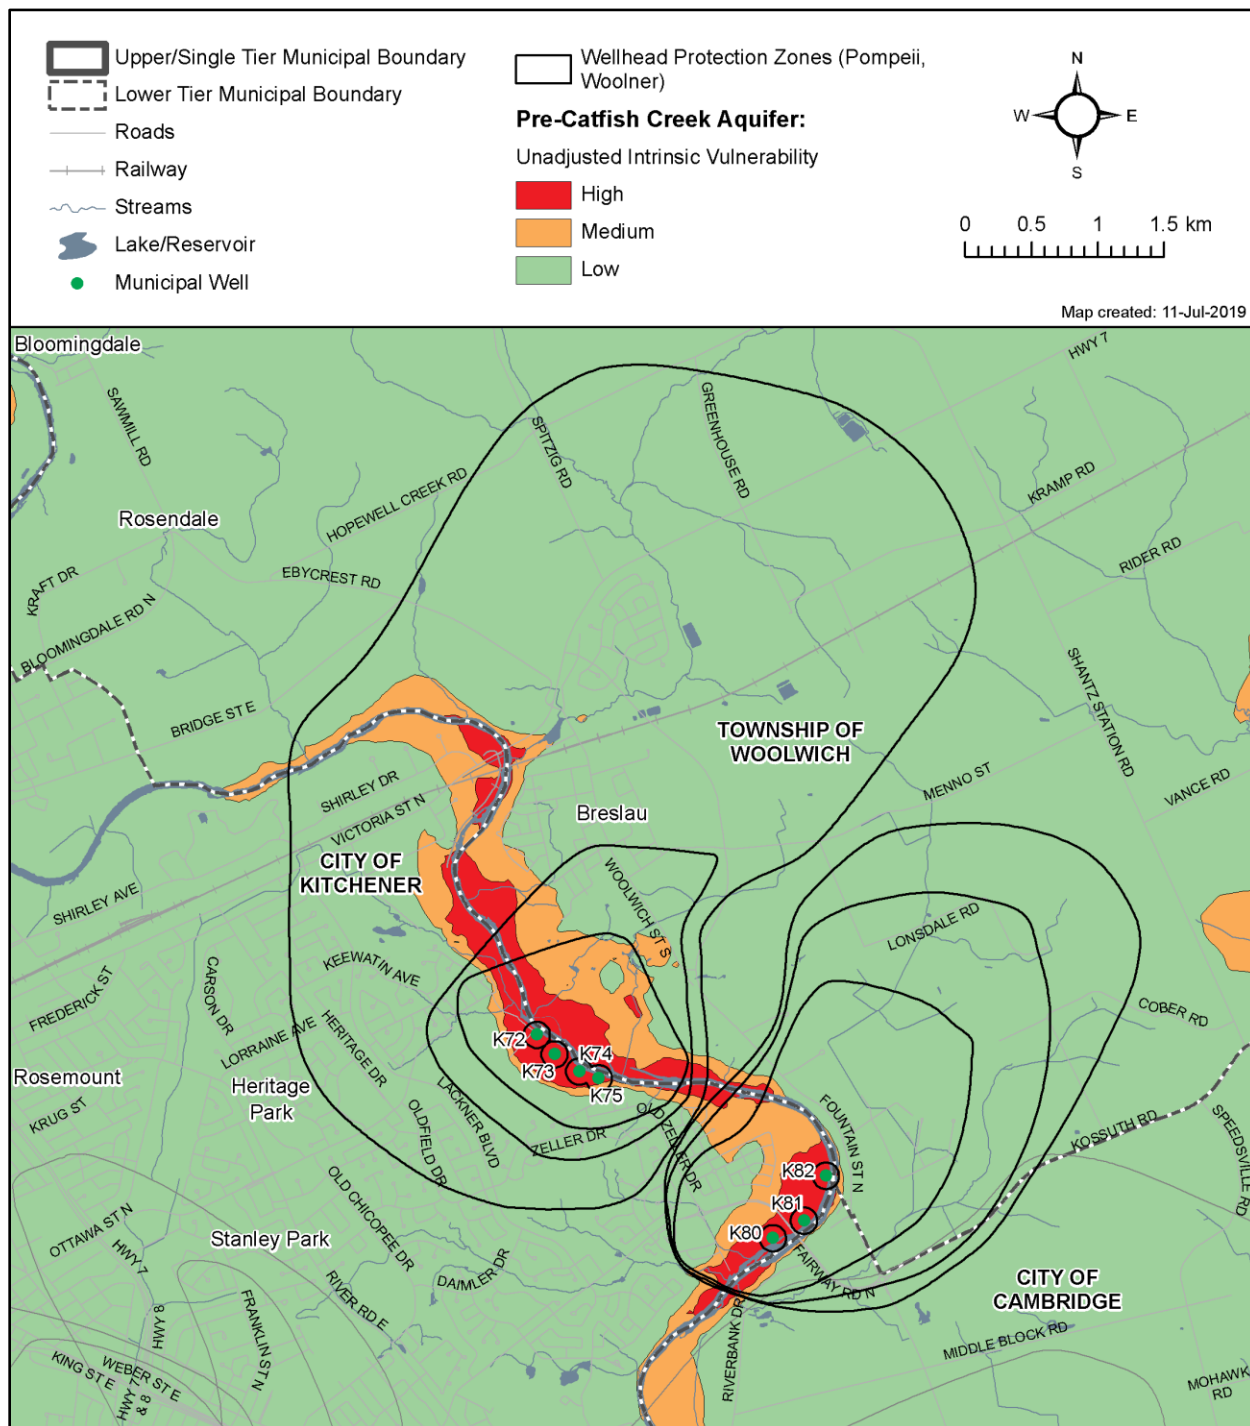 Upper/Single Tier Municipal Boundary
Lower Tier Municipal Boundary
Roads
Railway
Streams
Lake/Reservoir
Municipal Well
Wellhead Protection Zones (Pompeii,
Woolner)
Pre-Catfish Creek Aquifer:
Unadjusted Intrinsic Vulnerability
High
Medium
Low
N
W
E
S
0 0.5 1 1.5 km
Map created: 11-Jul-2019
Bloomingdale
HWY 7
SAWMILL RD
SPITZIG RD
GREENHOUSE RD
KRAMP RD
HOPEWELL CREEK RD
Rosendale
RIDER RD
KRAFT DR
EBYCREST RD
BLOOMINGDALE RD N
SHANTZ STATION RD
BRIDGE ST E
TOWNSHIP OF
WOOLWICH
MENNO ST
VANCE RD
SHIRLEY DR
VICTORIA ST N
Breslau
CITY OF
KITCHENER
SHIRLEY AVE
WOOLWICH ST S
LONSDALE RD
KEEWATIN AVE
FREDERICK ST
CARSON DR
COBER RD
LORRAINE AVE
HERITAGE DR
K72
K73
K74
K75
Rosemount
Heritage
Park
KRUG ST
LACKNER BLVD
OLDFIELD DR
ZELLER DR
OLD ZELLER DR
FOUNTAIN ST N
KOSSUTH RD
SPEEDSVILLE RD
K82
K81
K80
OTTAWA ST N
HWY 7
Stanley Park
OLD CHICOPEE DR
DAIMLER DR
RIVER RD E
FAIRWAY RD N
CITY OF
CAMBRIDGE
HWY 8
FRANKLIN ST N
RIVERBANK DR
MIDDLE BLOCK RD
WEBER ST E
KING ST E
HWY 7
& 8
MOHAWK
RD